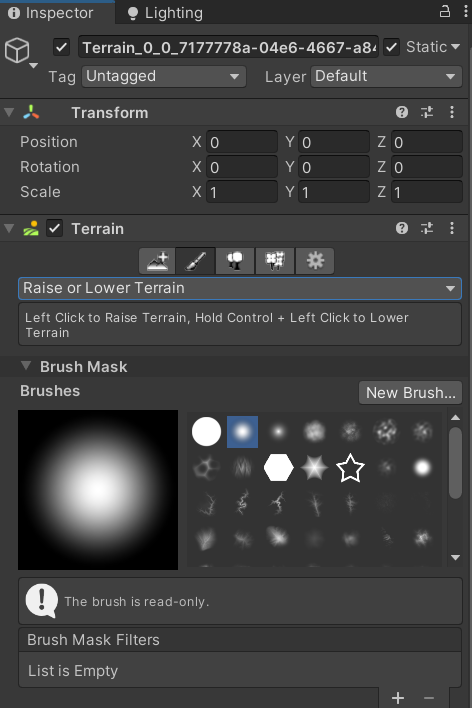 Inspector Lighting
Terrain_0_0_7177778a-04e6-4667-a84 Static
Tag Untagged Layer Default
Transform
Position X 0 Y 0 Z 0
Rotation X 0 Y 0 Z 0
Scale X 1 Y 1 Z 1
Terrain
Raise or Lower Terrain
Left Click to Raise Terrain, Hold Control + Left Click to Lower
Terrain
Brush Mask
Brushes New Brush...
The brush is read-only.
Brush Mask Filters
List is Empty